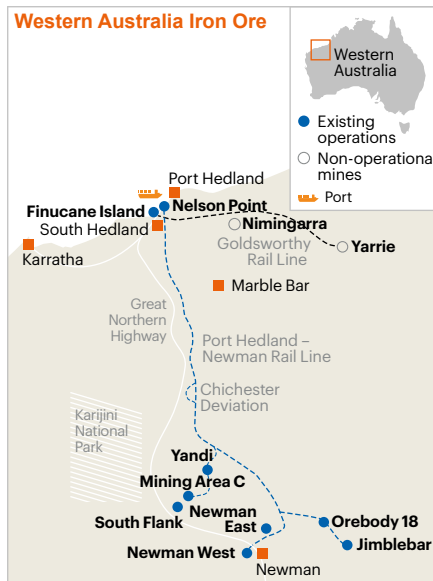 Western Australia Iron Ore
Western
Australia
Existing
operations
Non-operational
mines
Port
Port Hedland
Nelson Point
Finucane Island
South Hedland
Nimingarra
Goldsworthy
Rail Line
Yarrie
Karratha
Marble Bar
Great
Northern
Highway
Port Hedland –
Newman Rail Line
Chichester
Deviation
Karijini
National
Park
Yandi
Mining Area C
South Flank
Newman
East
Orebody 18
Jimblebar
Newman West
Newman